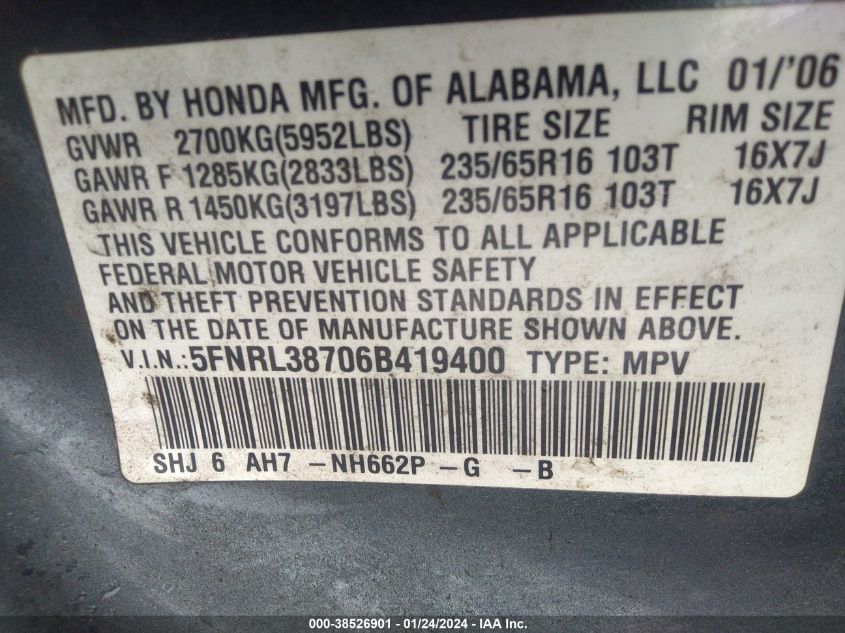 MFD. BY HONDA MFG. OF ALABAMA, LLC 01/'06
GVWR 2700KG(5952LBS) TIRE SIZE RIM SIZE
GAWR F 1285KG(2833LBS) 235/65R16 103T 16X7J
GAWR R 1450KG(3197LBS) 235/65R16 103T 16X7J
THIS VEHICLE CONFORMS TO ALL APPLICABLE
FEDERAL MOTOR VEHICLE SAFETY
AND THEFT PREVENTION STANDARDS IN EFFECT
ON THE DATE OF MANUFACTURE SHOWN ABOVE.
V.I.N.:5FNRL38706B419400 TYPE: MPV
SHJ 6 AH7 -NH662P -G -B
000-38526901 - 01/24/2024 - IAA Inc.